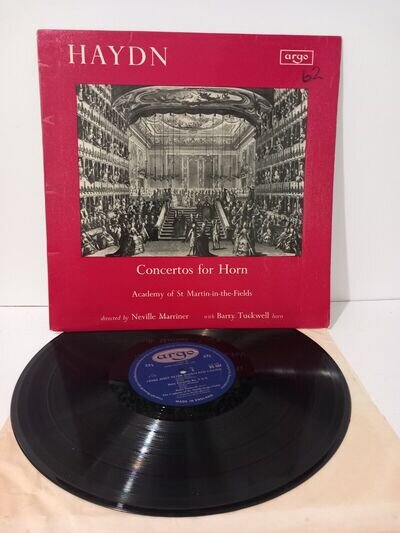 HAYDN
argo
62
Concertos for Horn
Academy of St Martin-in-the-Fields
directed by Neville Marriner with Barry Tuckwell horn
argo
MADE IN ENGLAND